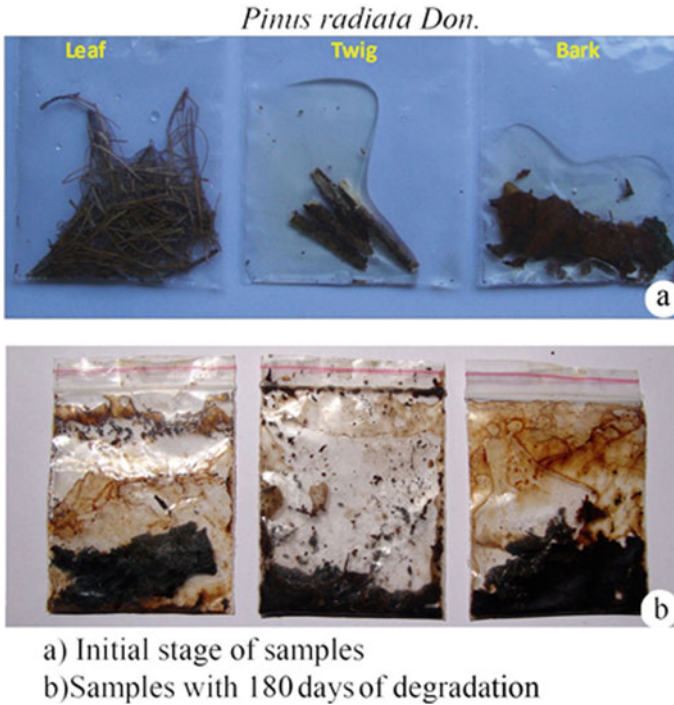 Pinus radiata Don.
Leaf Twig Bark
a
b
a) Initial stage of samples
b)Samples with 180 days of degradation